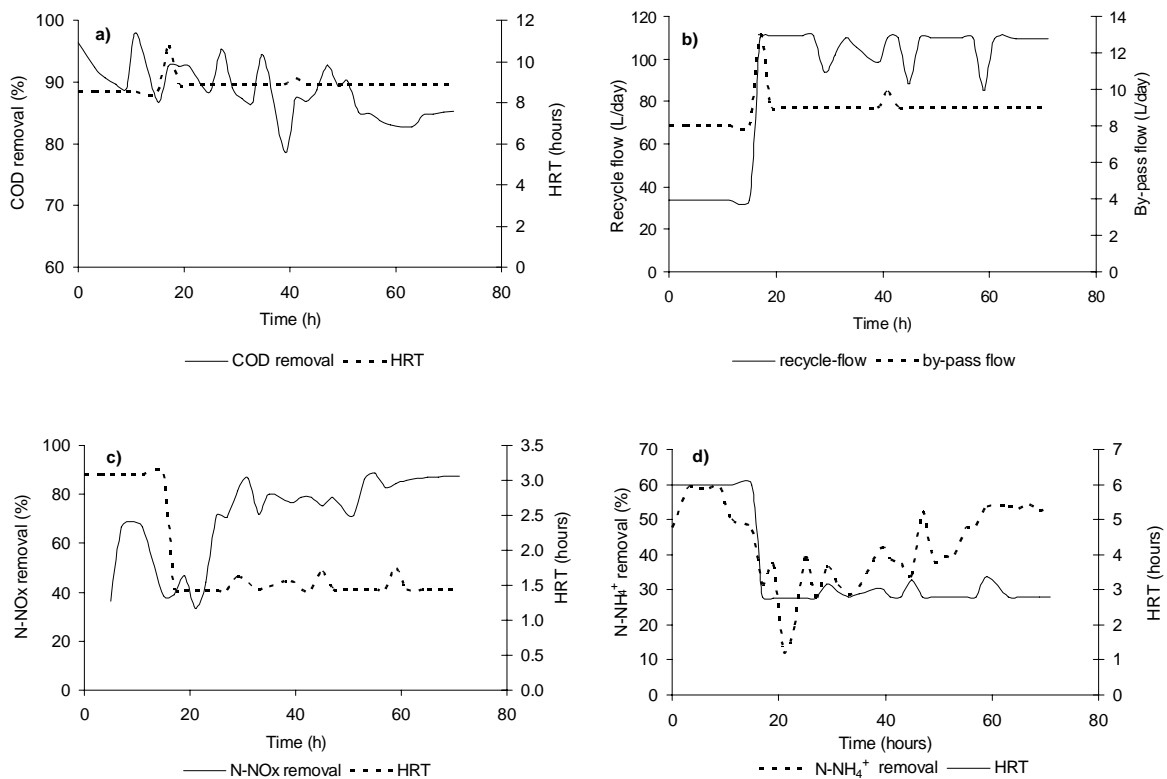 a)
COD removal (%)
100
90
80
70
60
HRT (hours)
12
10
8
6
4
2
0
0 20 40 60 80
Time (h)
COD removal HRT
b)
Recycle flow (L/day)
120
100
80
60
40
20
0
By-pass flow (L/day)
14
12
10
8
6
4
2
0
0 20 40 60 80
Time (h)
recycle-flow by-pass flow
c)
N-NOx removal (%)
100
80
60
40
20
0
HRT (hours)
3.5
3.0
2.5
2.0
1.5
1.0
0.5
0.0
0 20 40 60 80
Time (h)
N-NOx removal HRT
d)
N-NH₄⁺ removal (%)
70
60
50
40
30
20
10
0
HRT (hours)
7
6
5
4
3
2
1
0
0 20 40 60 80
Time (hours)
N-NH₄⁺ removal HRT